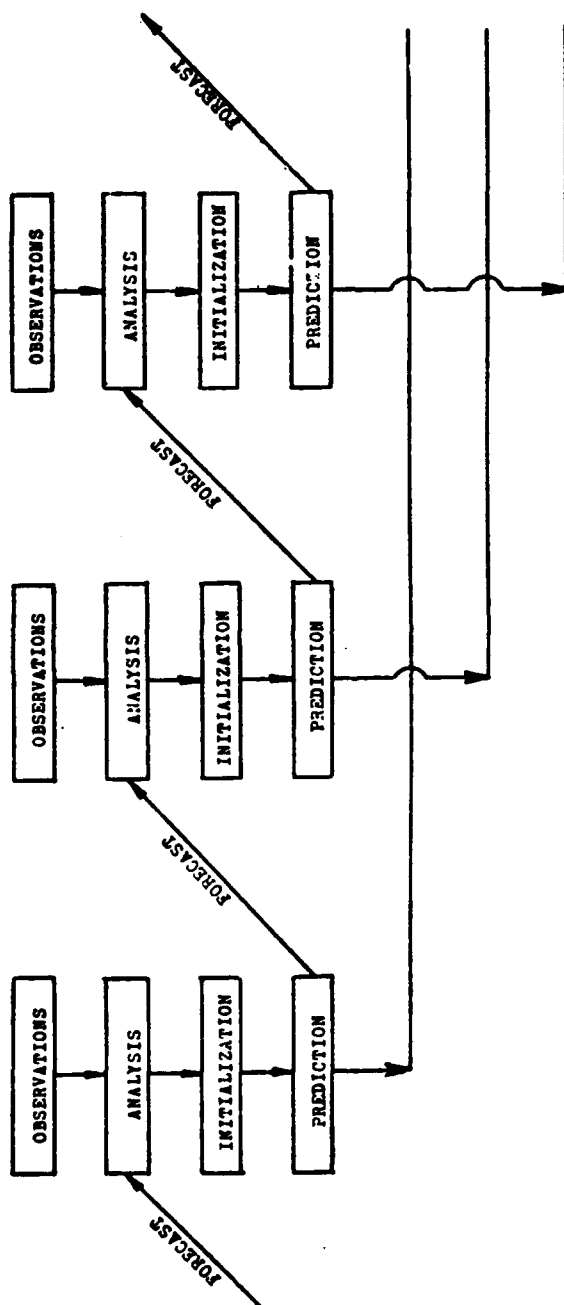 FORECAST
OBSERVATIONS
ANALYSIS
INITIALIZATION
PREDICTION
FORECAST
OBSERVATIONS
ANALYSIS
INITIALIZATION
PREDICTION
FORECAST
OBSERVATIONS
ANALYSIS
INITIALIZATION
PREDICTION
FORECAST